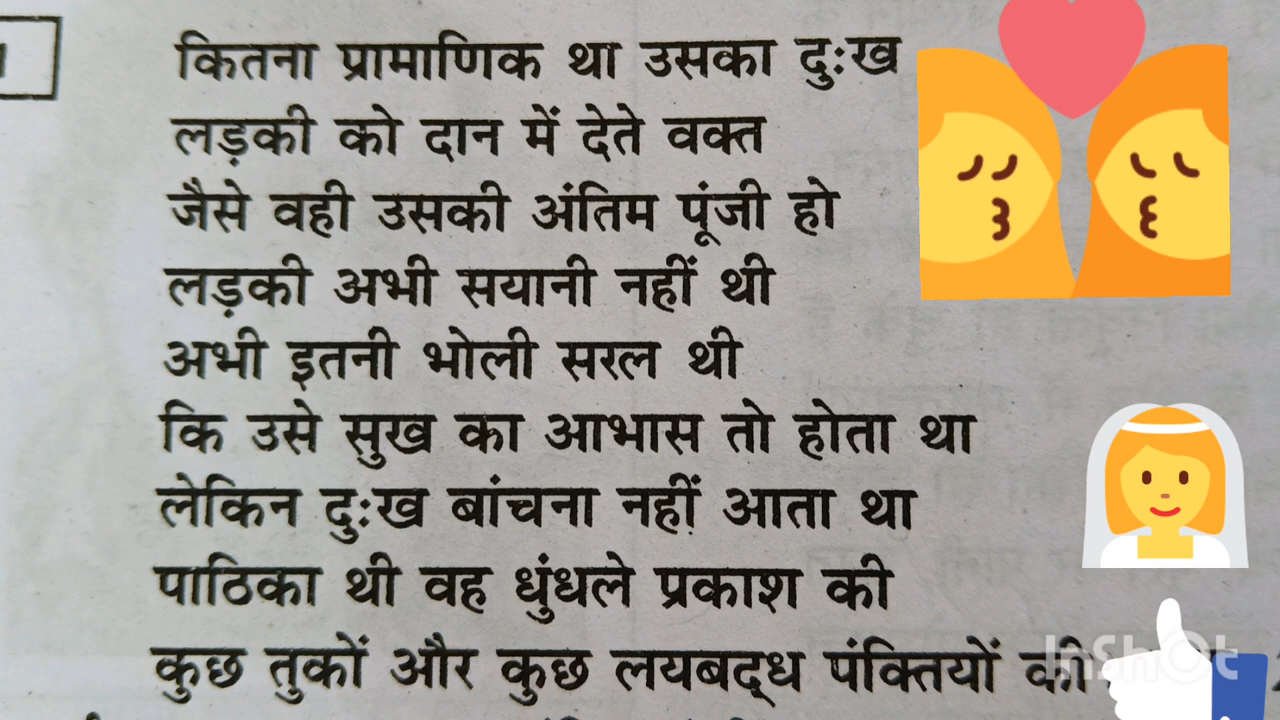 कितना प्रामाणिक था उसका दुःख
लड़की को दान में देते वक्त
जैसे वही उसकी अंतिम पूंजी हो
लड़की अभी सयानी नहीं थी
अभी इतनी भोली सरल थी
कि उसे सुख का आभास तो होता था
लेकिन दुःख बांचना नहीं आता था
पाठिका थी वह धुंधले प्रकाश की
कुछ तुकों और कुछ लयबद्ध पंक्तियों की
InShOt